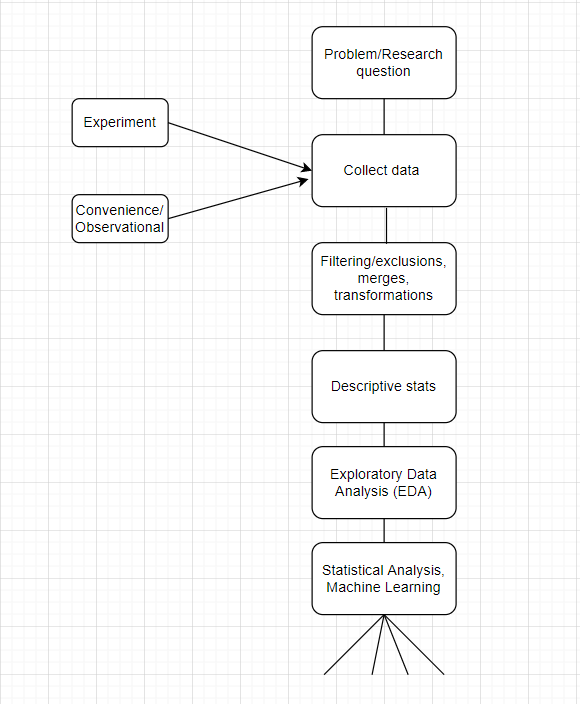 Problem/Research
question
Experiment
Collect data
Convenience/
Observational
Filtering/exclusions,
merges,
transformations
Descriptive stats
Exploratory Data
Analysis (EDA)
Statistical Analysis,
Machine Learning